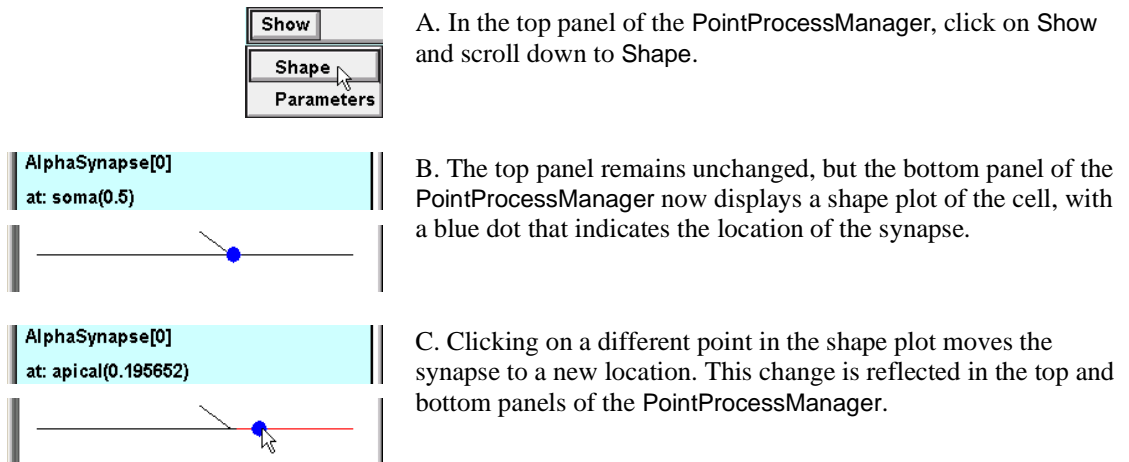 Show
Shape
Parameters
A. In the top panel of the PointProcessManager, click on Show
and scroll down to Shape.
AlphaSynapse[0]
at: soma(0.5)
B. The top panel remains unchanged, but the bottom panel of the
PointProcessManager now displays a shape plot of the cell, with
a blue dot that indicates the location of the synapse.
AlphaSynapse[0]
at: apical(0.195652)
C. Clicking on a different point in the shape plot moves the
synapse to a new location. This change is reflected in the top and
bottom panels of the PointProcessManager.